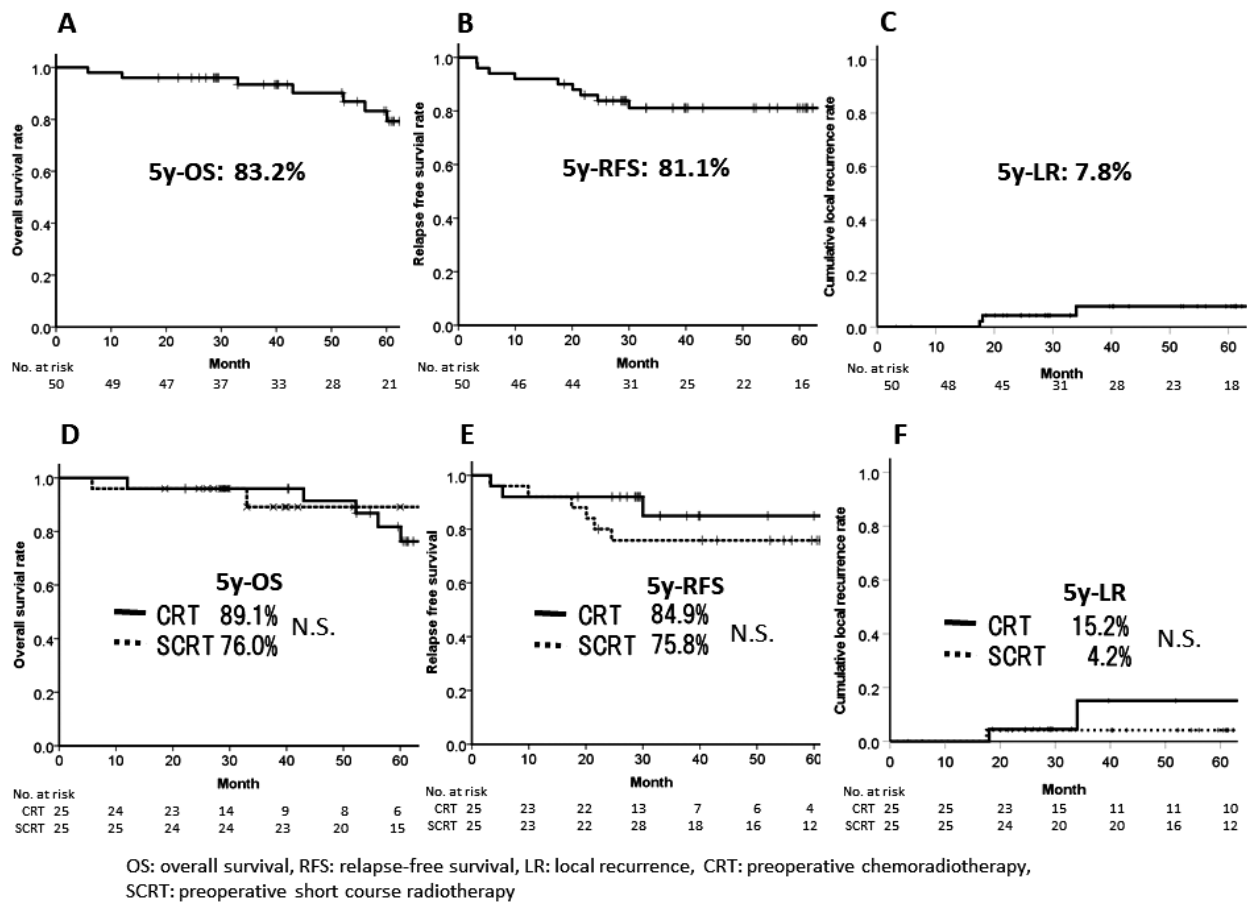 A
Overall survival rate
1.0
0.8
0.6
0.4
0.2
0.0
5y-OS: 83.2%
0 10 20 30 40 50 60
Month
No. at risk
50 49 47 37 33 28 21
B
Relapse free survial rate
1.0
0.8
0.6
0.4
0.2
0.0
5y-RFS: 81.1%
0 10 20 30 40 50 60
Month
No. at risk
50 46 44 31 25 22 16
C
Cumulative local recurrence rate
1.0
0.8
0.6
0.4
0.2
0.0
5y-LR: 7.8%
0 10 20 30 40 50 60
Month
No. at risk
50 48 45 31 28 23 18
D
Overall survial rate
1.0
0.8
0.6
0.4
0.2
0.0
5y-OS
CRT 89.1%
SCRT 76.0%
N.S.
0 10 20 30 40 50 60
Month
No. at risk
CRT 25 24 23 14 9 8 6
SCRT 25 25 24 24 23 20 15
E
Relapse free survival
1.0
0.8
0.6
0.4
0.2
0.0
5y-RFS
CRT 84.9%
SCRT 75.8%
N.S.
0 10 20 30 40 50 60
Month
No. at risk
CRT 25 23 22 13 7 6 4
SCRT 25 23 22 28 18 16 12
F
Cumulative local recurrence rate
1.0
0.8
0.6
0.4
0.2
0.0
5y-LR
CRT 15.2%
SCRT 4.2%
N.S.
0 10 20 30 40 50 60
Month
No. at risk
CRT 25 25 23 15 11 11 10
SCRT 25 25 24 20 20 16 12
OS: overall survival, RFS: relapse-free survival, LR: local recurrence, CRT: preoperative chemoradiotherapy,
SCRT: preoperative short course radiotherapy